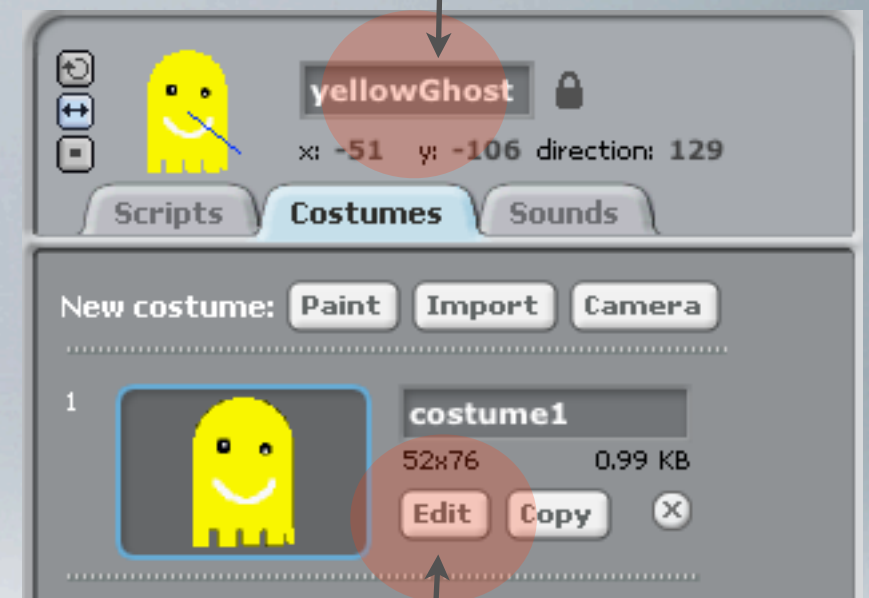 yellowGhost
x: -51 y: -106 direction: 129
Scripts Costumes Sounds
New costume: Paint Import Camera
1
costume1
52x76 0.99 KB
Edit Copy